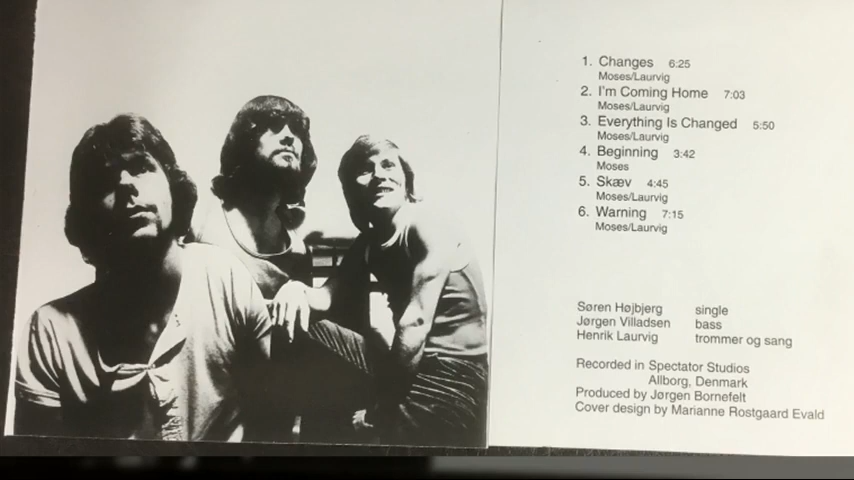 1. Changes 6:25
Moses/Laurvig
2. I'm Coming Home 7:03
Moses/Laurvig
3. Everything Is Changed 5:50
Moses/Laurvig
4. Beginning 3:42
Moses
5. Skæv 4:45
Moses/Laurvig
6. Warning 7:15
Moses/Laurvig
Søren Højbjerg single
Jørgen Villadsen bass
Henrik Laurvig trommer og sang
Recorded in Spectator Studios
Allborg, Denmark
Produced by Jørgen Bornefelt
Cover design by Marianne Rostgaard Evald